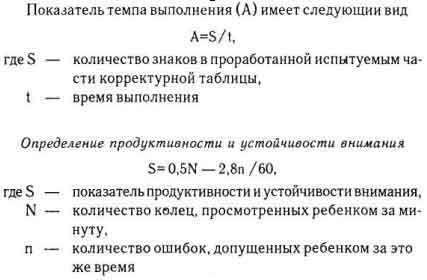 Показатель темпа выполнения (А) имеет следующии вид
A=S/t,
где S — количество знаков в проработанной испытуемым ча-
сти корректурной таблицы,
t — время выполнения
Определение продуктивности и устойчивости внимания
S=0,5N — 2,8n /60,
где S — показатель продуктивности и устойчивости внимания,
N — количество колец, просмотренных ребенком за ми-
нуту,
n — количество ошибок, допущенных ребенком за это
же время